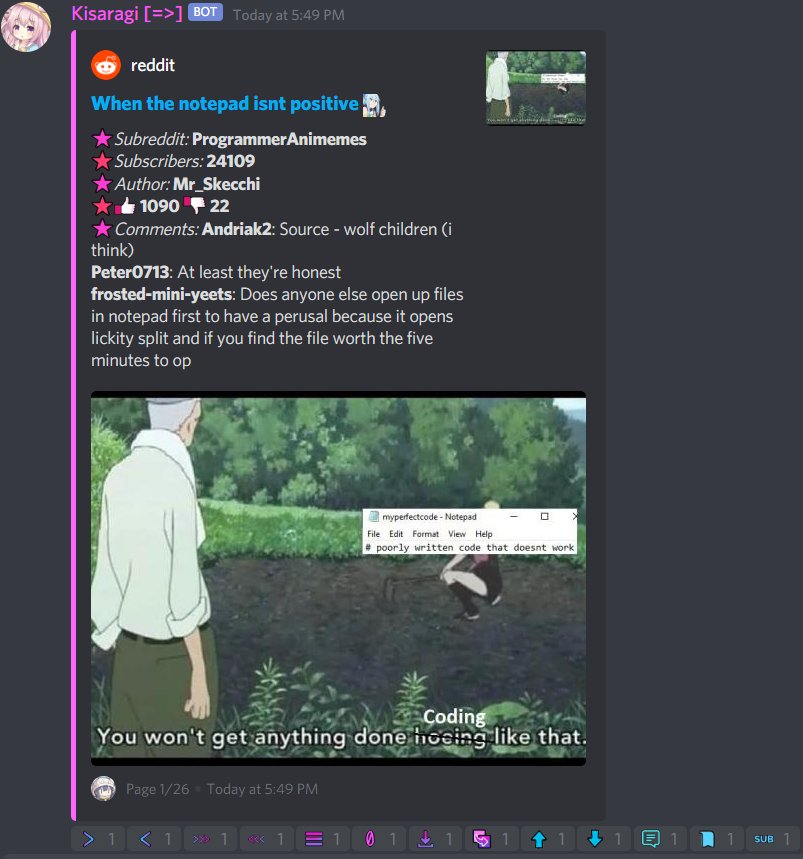 Kisaragi [=>] BOT Today at 5:49 PM
reddit
When the notepad isnt positive
Subreddit: ProgrammerAnimemes
Subscribers: 24109
Author: Mr_Skecchi
1090 22
Comments: Andriak2: Source - wolf children (i
think)
Peter0713: At least they're honest
frosted-mini-yeets: Does anyone else open up files
in notepad first to have a perusal because it opens
lickity split and if you find the file worth the five
minutes to op
myperfectcode - Notepad
File Edit Format View Help
# poorly written code that doesnt work
Coding
You won't get anything done hoeing like that.
Page 1/26 • Today at 5:49 PM
1 1 1 1 1 1 1 1 1 1 1 1 SUB 1